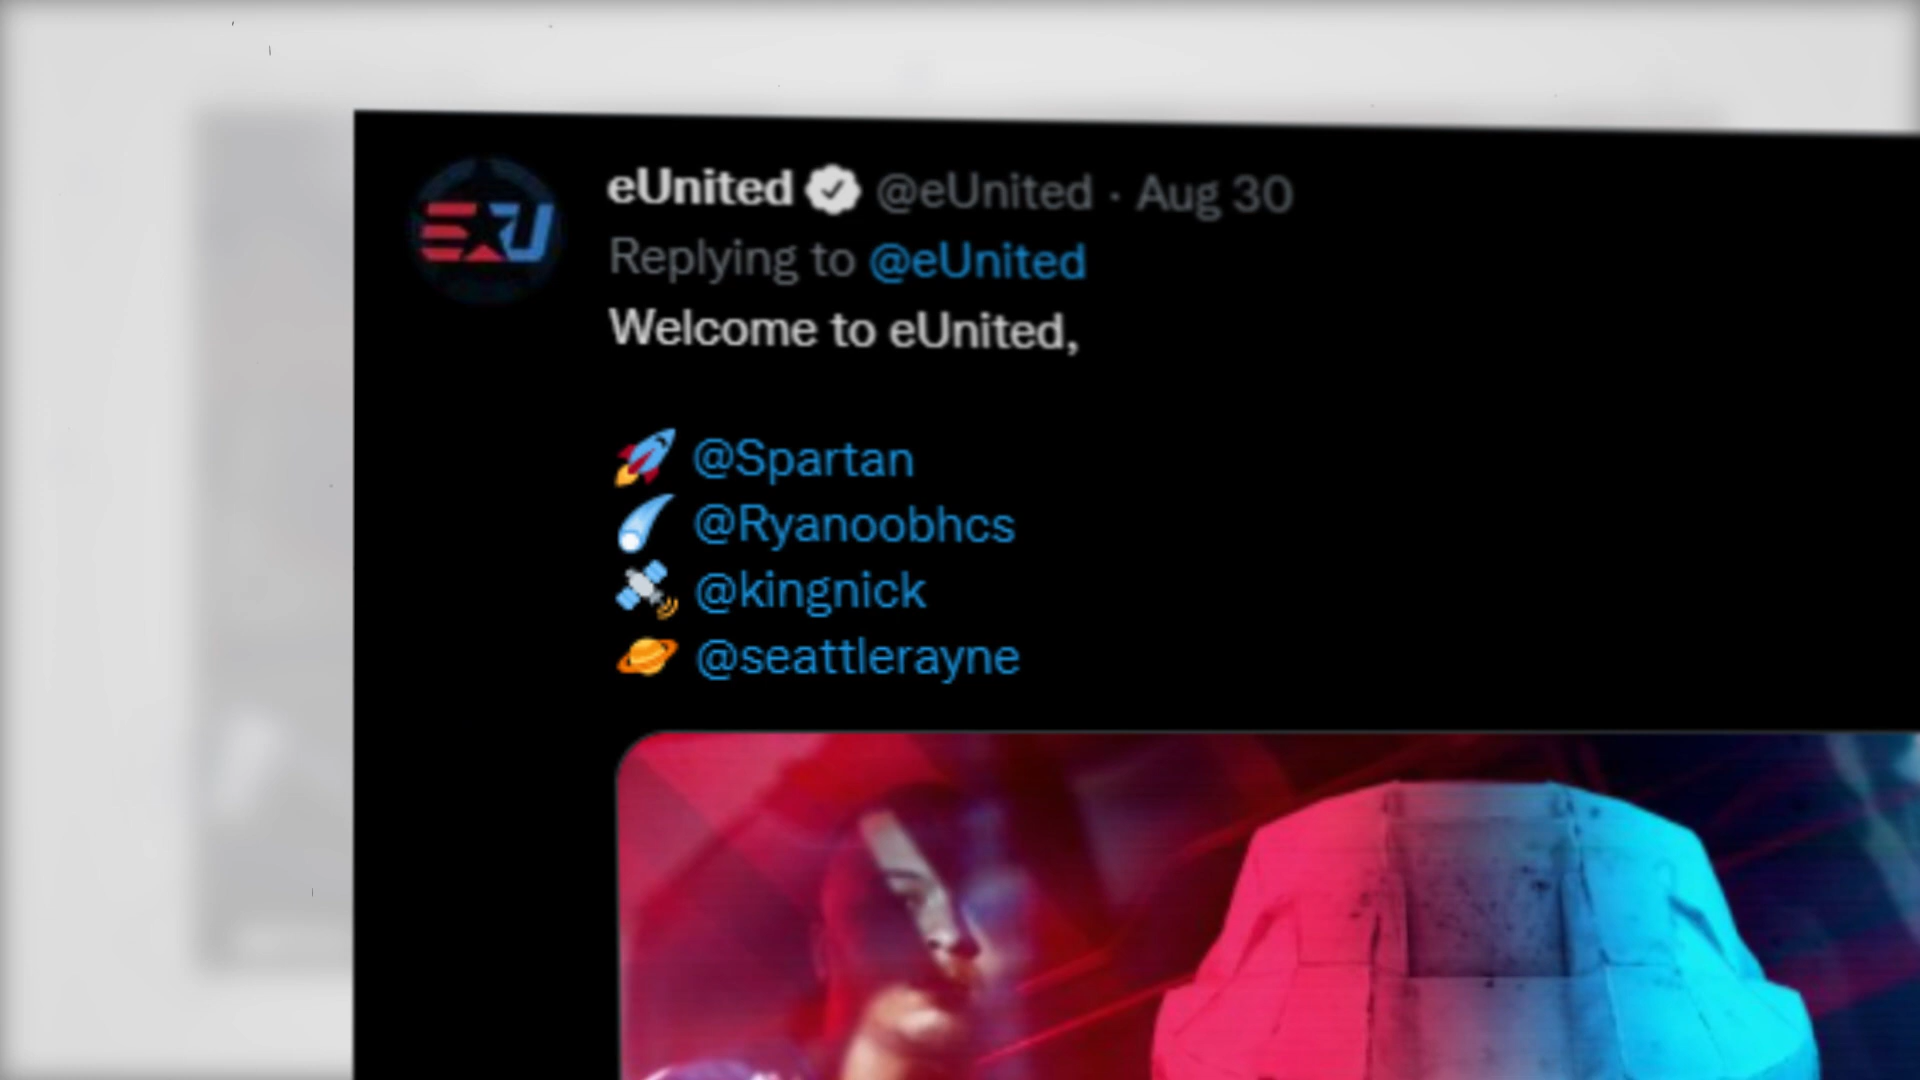 eUnited @eUnited · Aug 30
Replying to @eUnited
Welcome to eUnited,
🚀 @Spartan
☄️ @Ryanoobhcs
🛰️ @kingnick
🪐 @seattlerayne